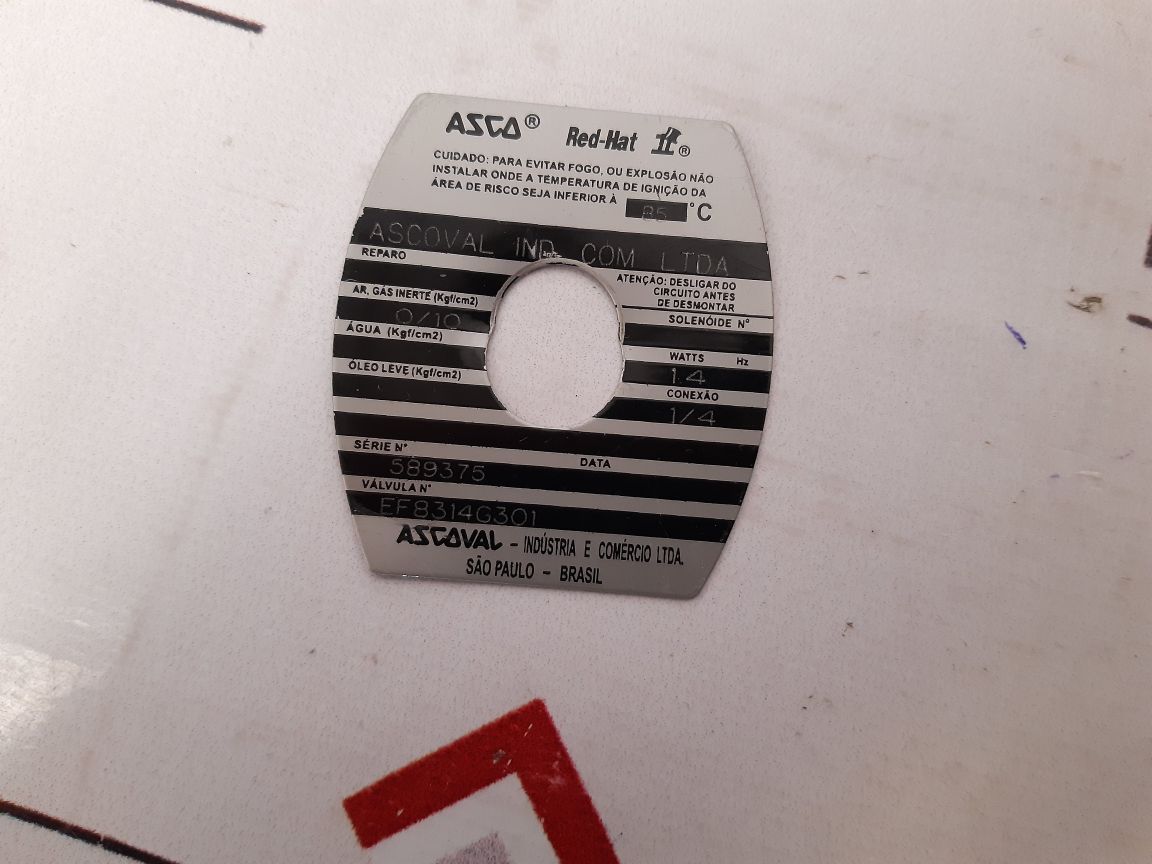 ASCO® Red-Hat II®
CUIDADO: PARA EVITAR FOGO, OU EXPLOSÃO NÃO
INSTALAR ONDE A TEMPERATURA DE IGNIÇÃO DA
ÁREA DE RISCO SEJA INFERIOR À 85 °C
ASCOVAL IND. COM LTDA
REPARO
ATENÇÃO: DESLIGAR DO
CIRCUITO ANTES
DE DESMONTAR
AR, GÁS INERTE (Kgf/cm2)
0/10
SOLENÓIDE N°
ÁGUA (Kgf/cm2)
WATTS Hz
14
ÓLEO LEVE (Kgf/cm2)
CONEXÃO
1/4
SÉRIE N° DATA
589375
VÁLVULA N°
EF8314G301
ASCOVAL - INDÚSTRIA E COMÉRCIO LTDA.
SÃO PAULO - BRASIL